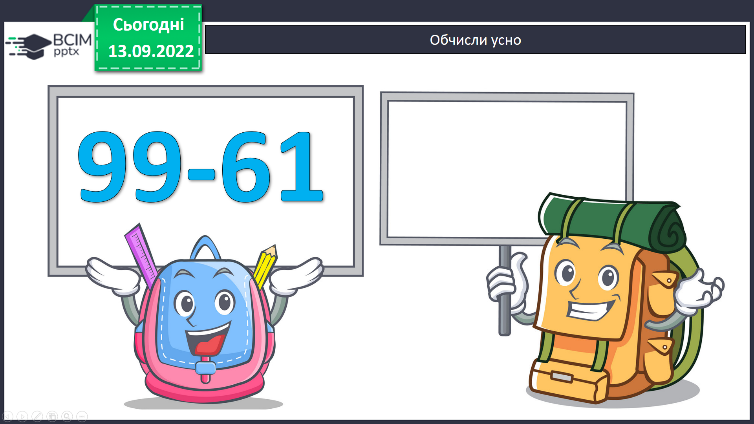 Сьогодні
13.09.2022
ВСІМ
pptx
Обчисли усно
99-61